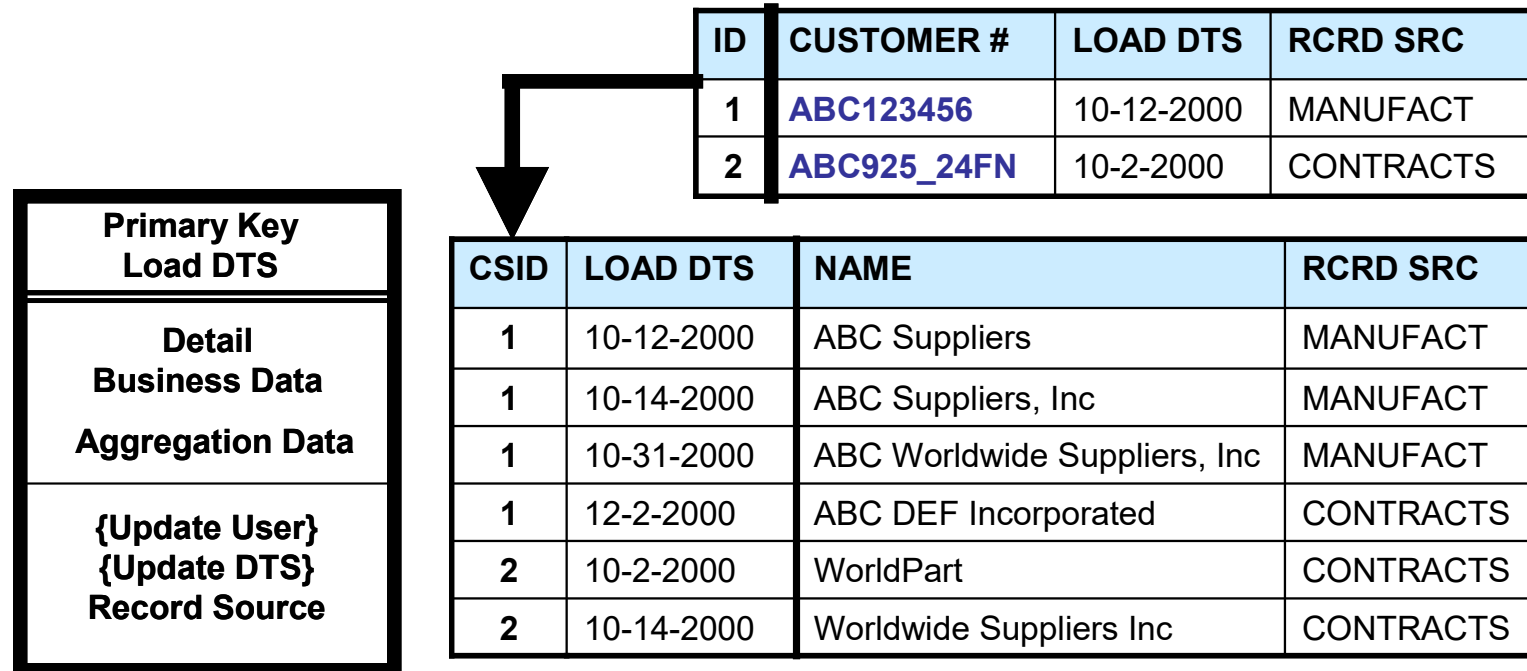 ID CUSTOMER # LOAD DTS RCRD SRC
1 ABC123456 10-12-2000 MANUFACT
2 ABC925_24FN 10-2-2000 CONTRACTS
Primary Key
Load DTS
Detail
Business Data
Aggregation Data
{Update User}
{Update DTS}
Record Source
CSID LOAD DTS NAME RCRD SRC
1 10-12-2000 ABC Suppliers MANUFACT
1 10-14-2000 ABC Suppliers, Inc MANUFACT
1 10-31-2000 ABC Worldwide Suppliers, Inc MANUFACT
1 12-2-2000 ABC DEF Incorporated CONTRACTS
2 10-2-2000 WorldPart CONTRACTS
2 10-14-2000 Worldwide Suppliers Inc CONTRACTS